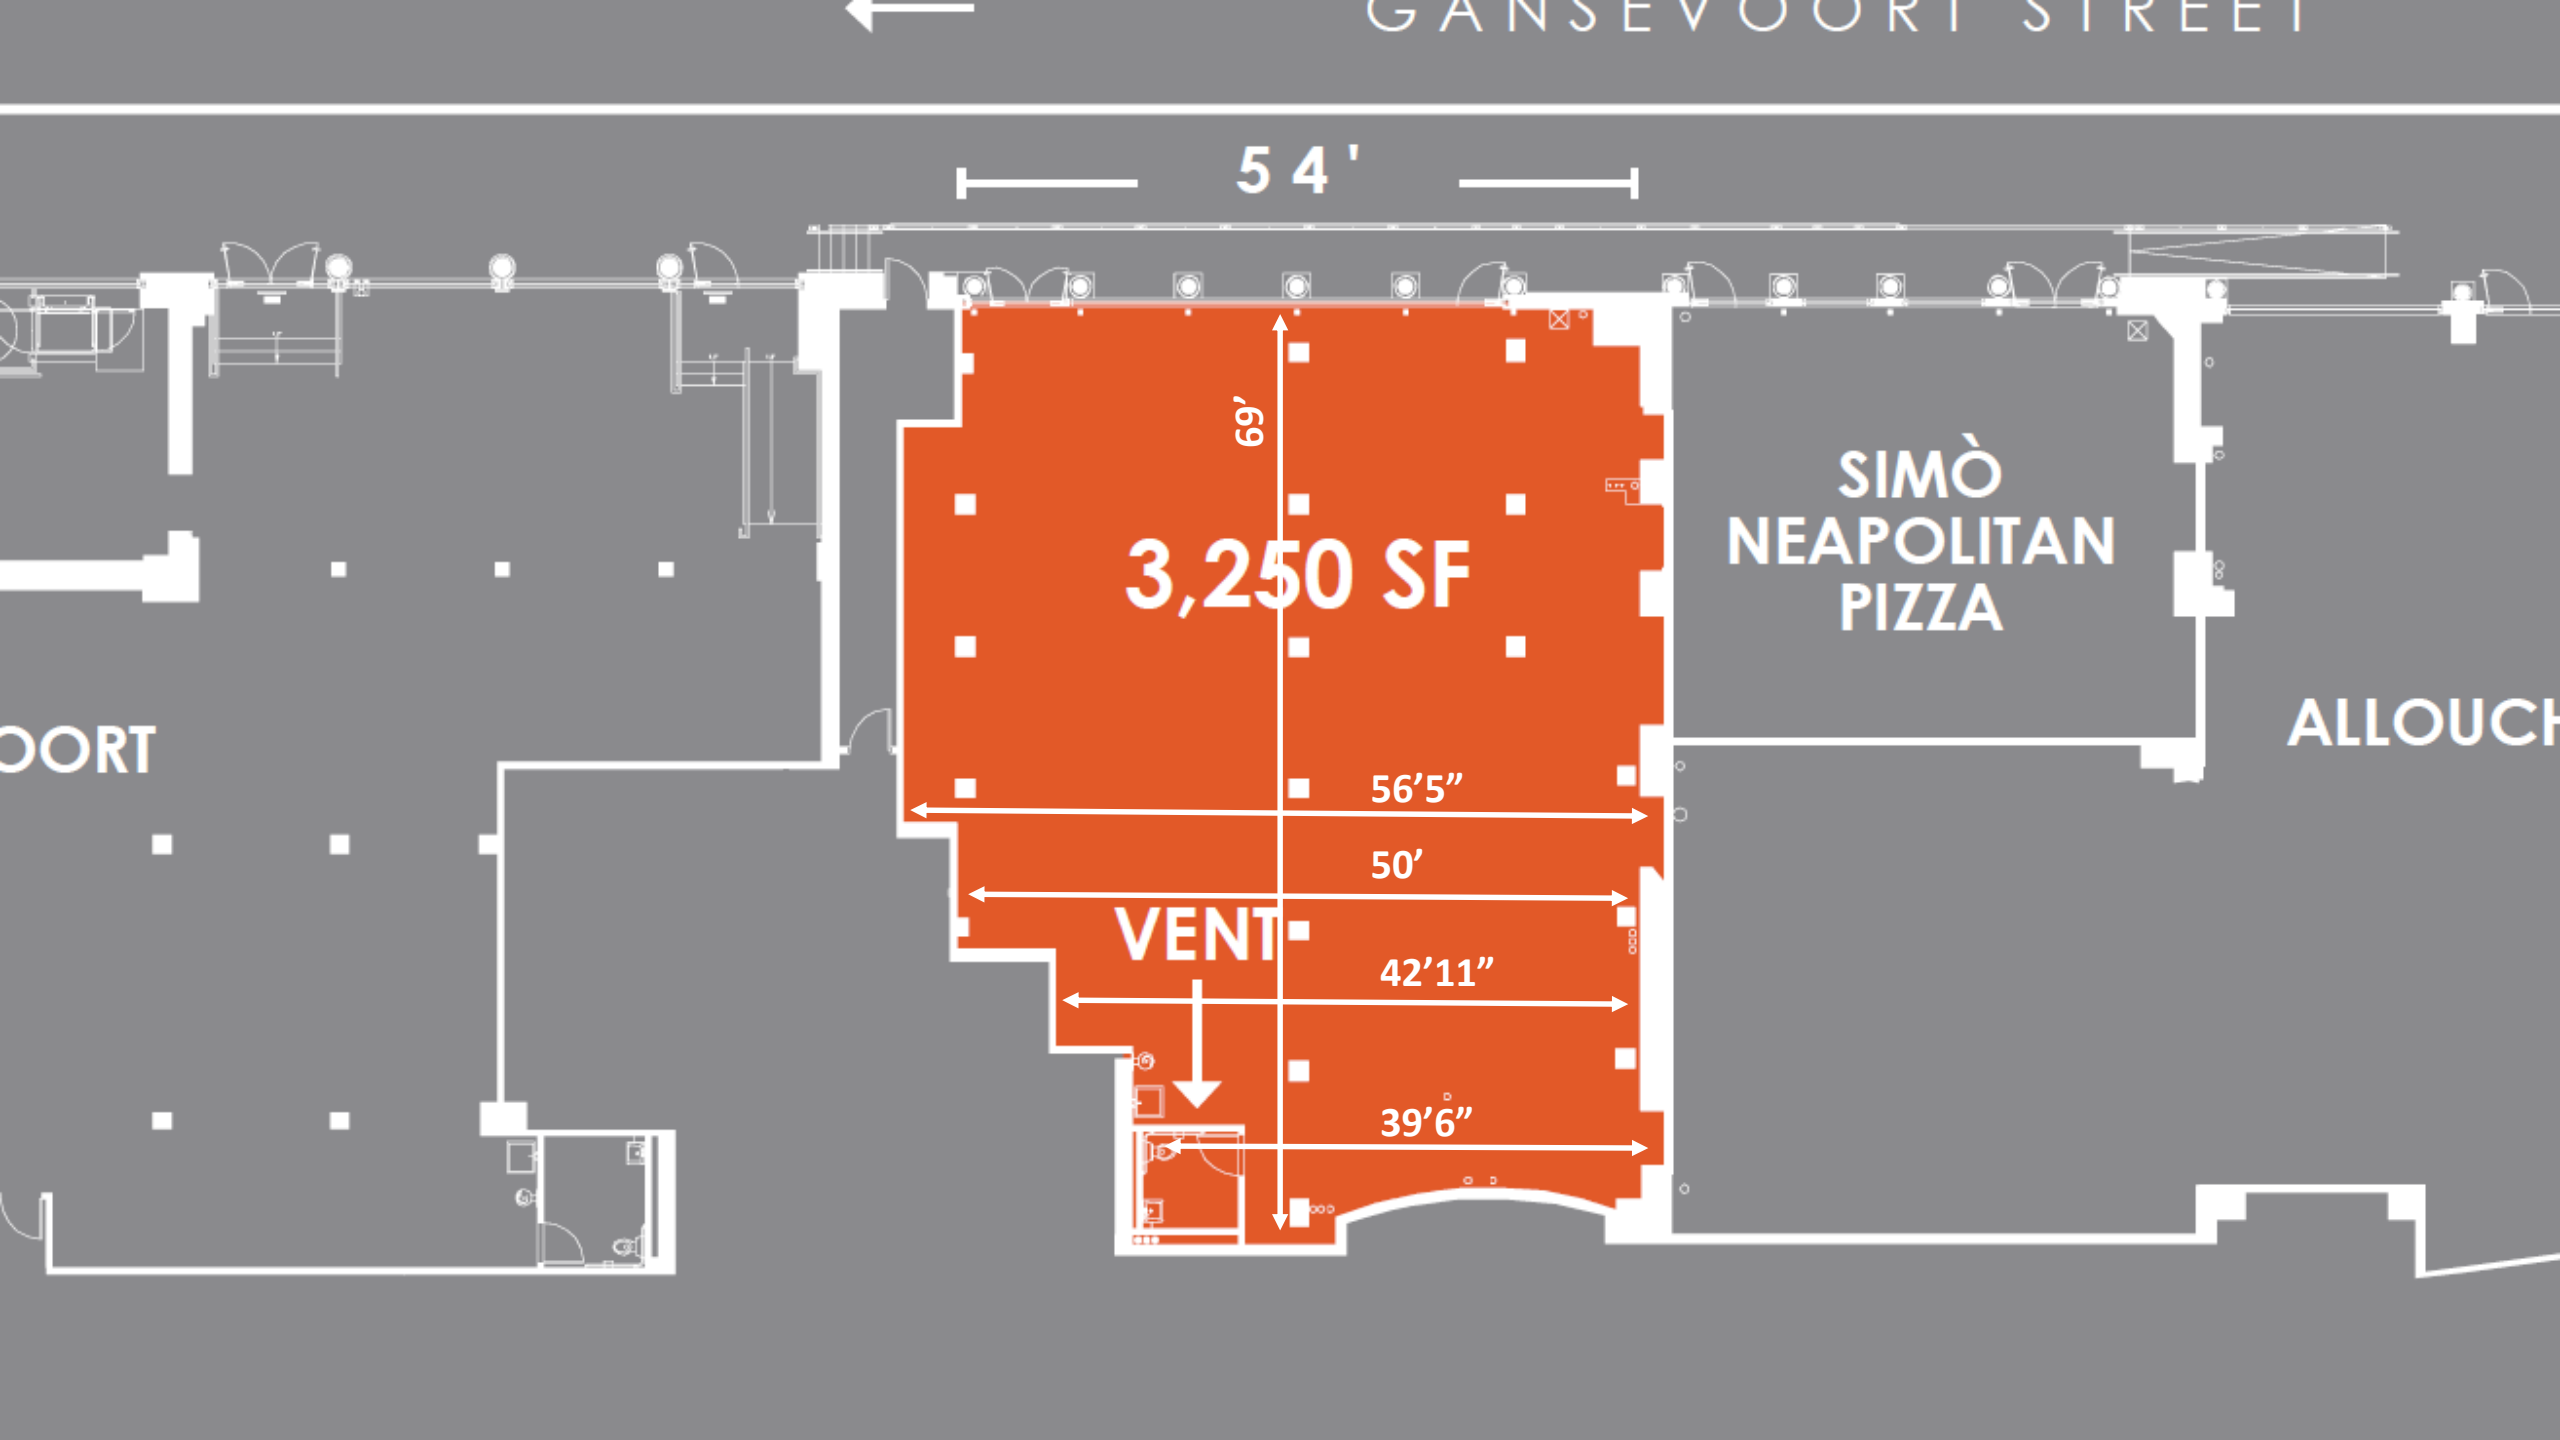 GANSEVOORT STREET
54'
69’
3,250 SF
SIMÒ
NEAPOLITAN
PIZZA
OORT
ALLOUCH
56’5”
50’
VENT
42’11”
39’6”